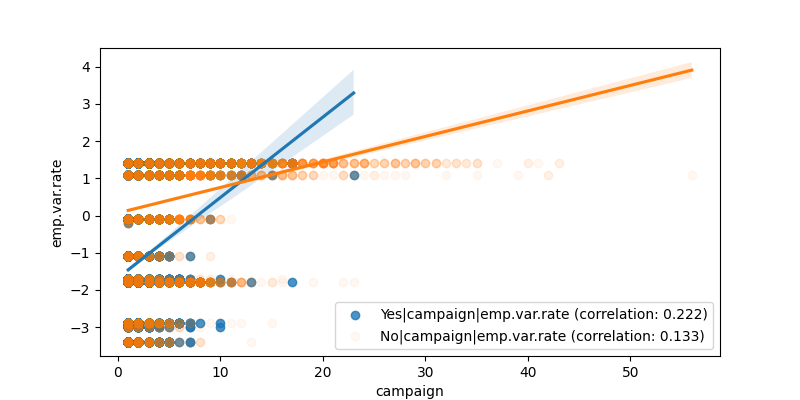 4
3
2
1
0
−1
−2
−3
emp.var.rate
Yes|campaign|emp.var.rate (correlation: 0.222)
No|campaign|emp.var.rate (correlation: 0.133)
0 10 20 30 40 50
campaign